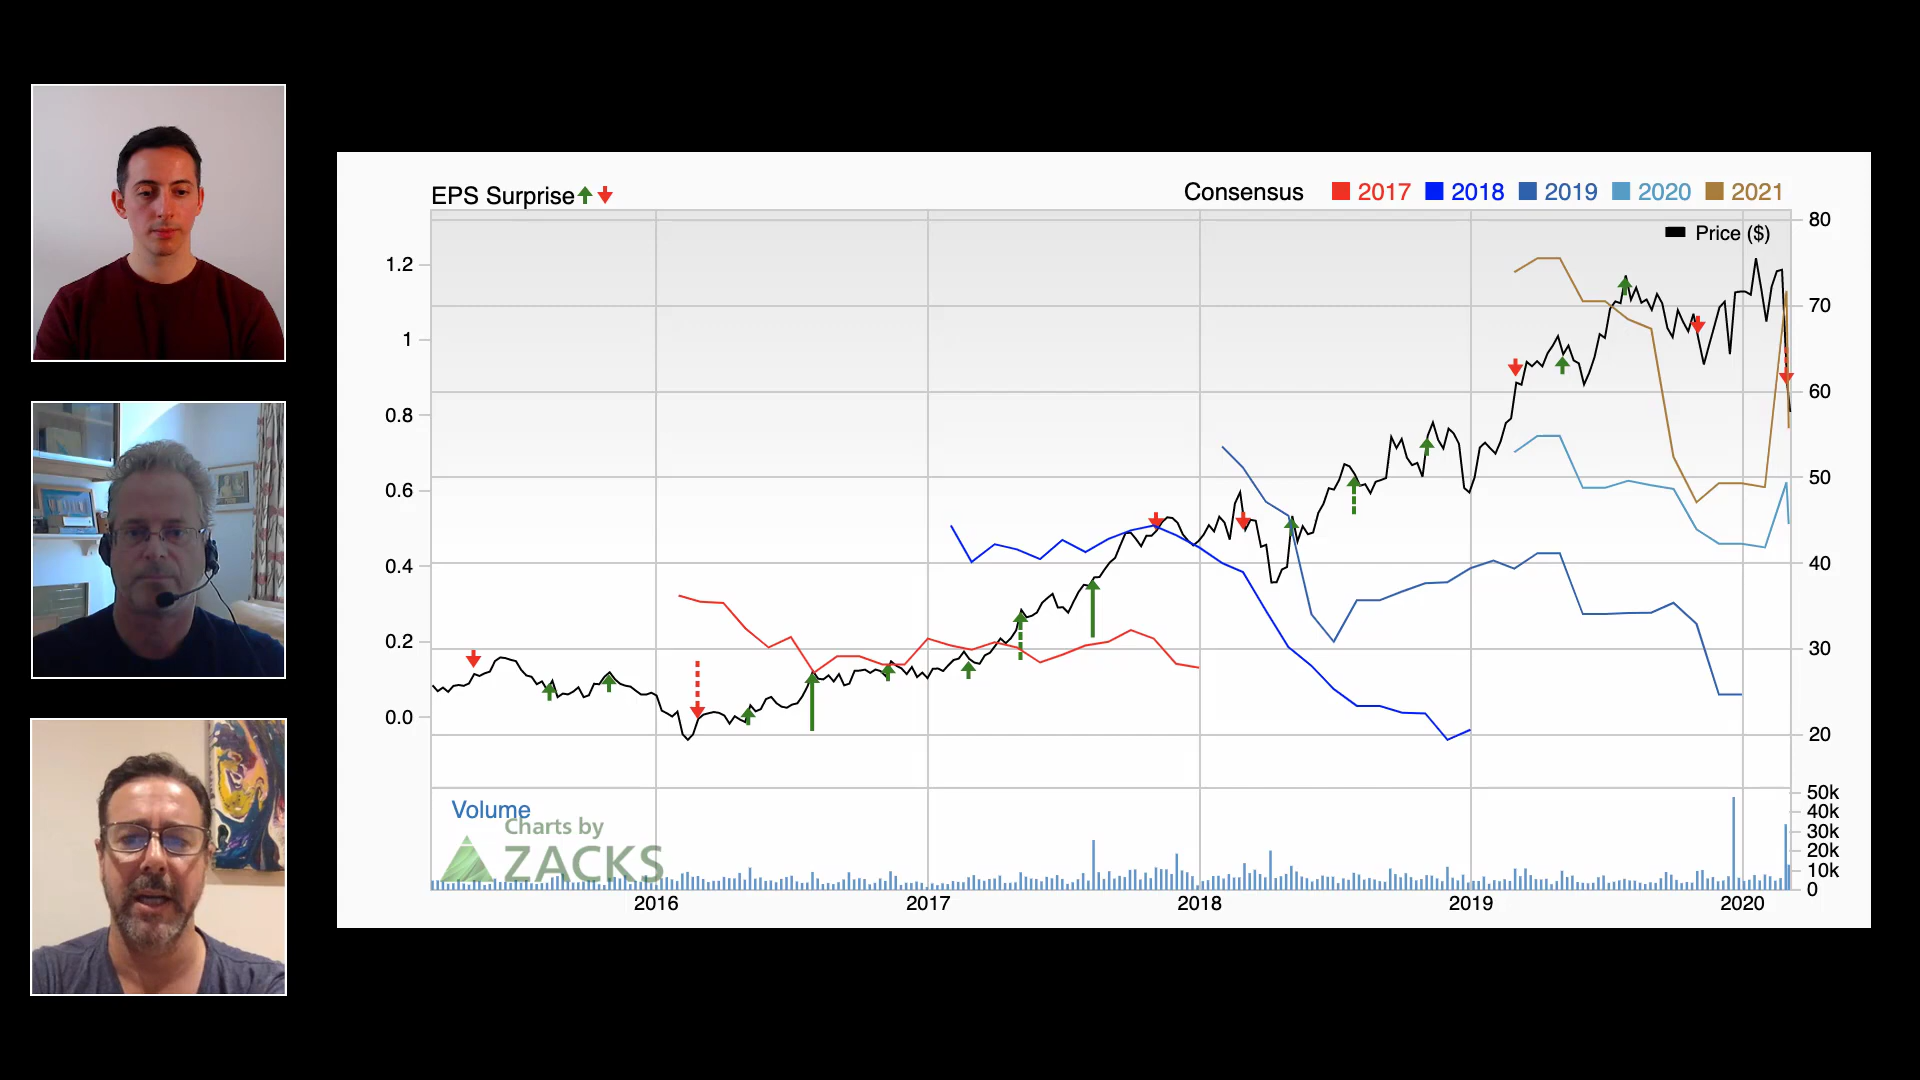 EPS Surprise
Consensus 2017 2018 2019 2020 2021
Price ($)
1.2
1
0.8
0.6
0.4
0.2
0.0
80
70
60
50
40
30
20
Volume
Charts by
ZACKS
50k
40k
30k
20k
10k
0
2016 2017 2018 2019 2020